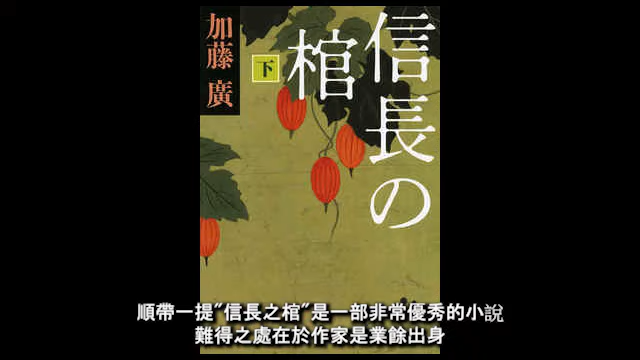 信長の
棺
下
加藤 廣
順帶一提"信長之棺"是一部非常優秀的小說
難得之處在於作家是業餘出身